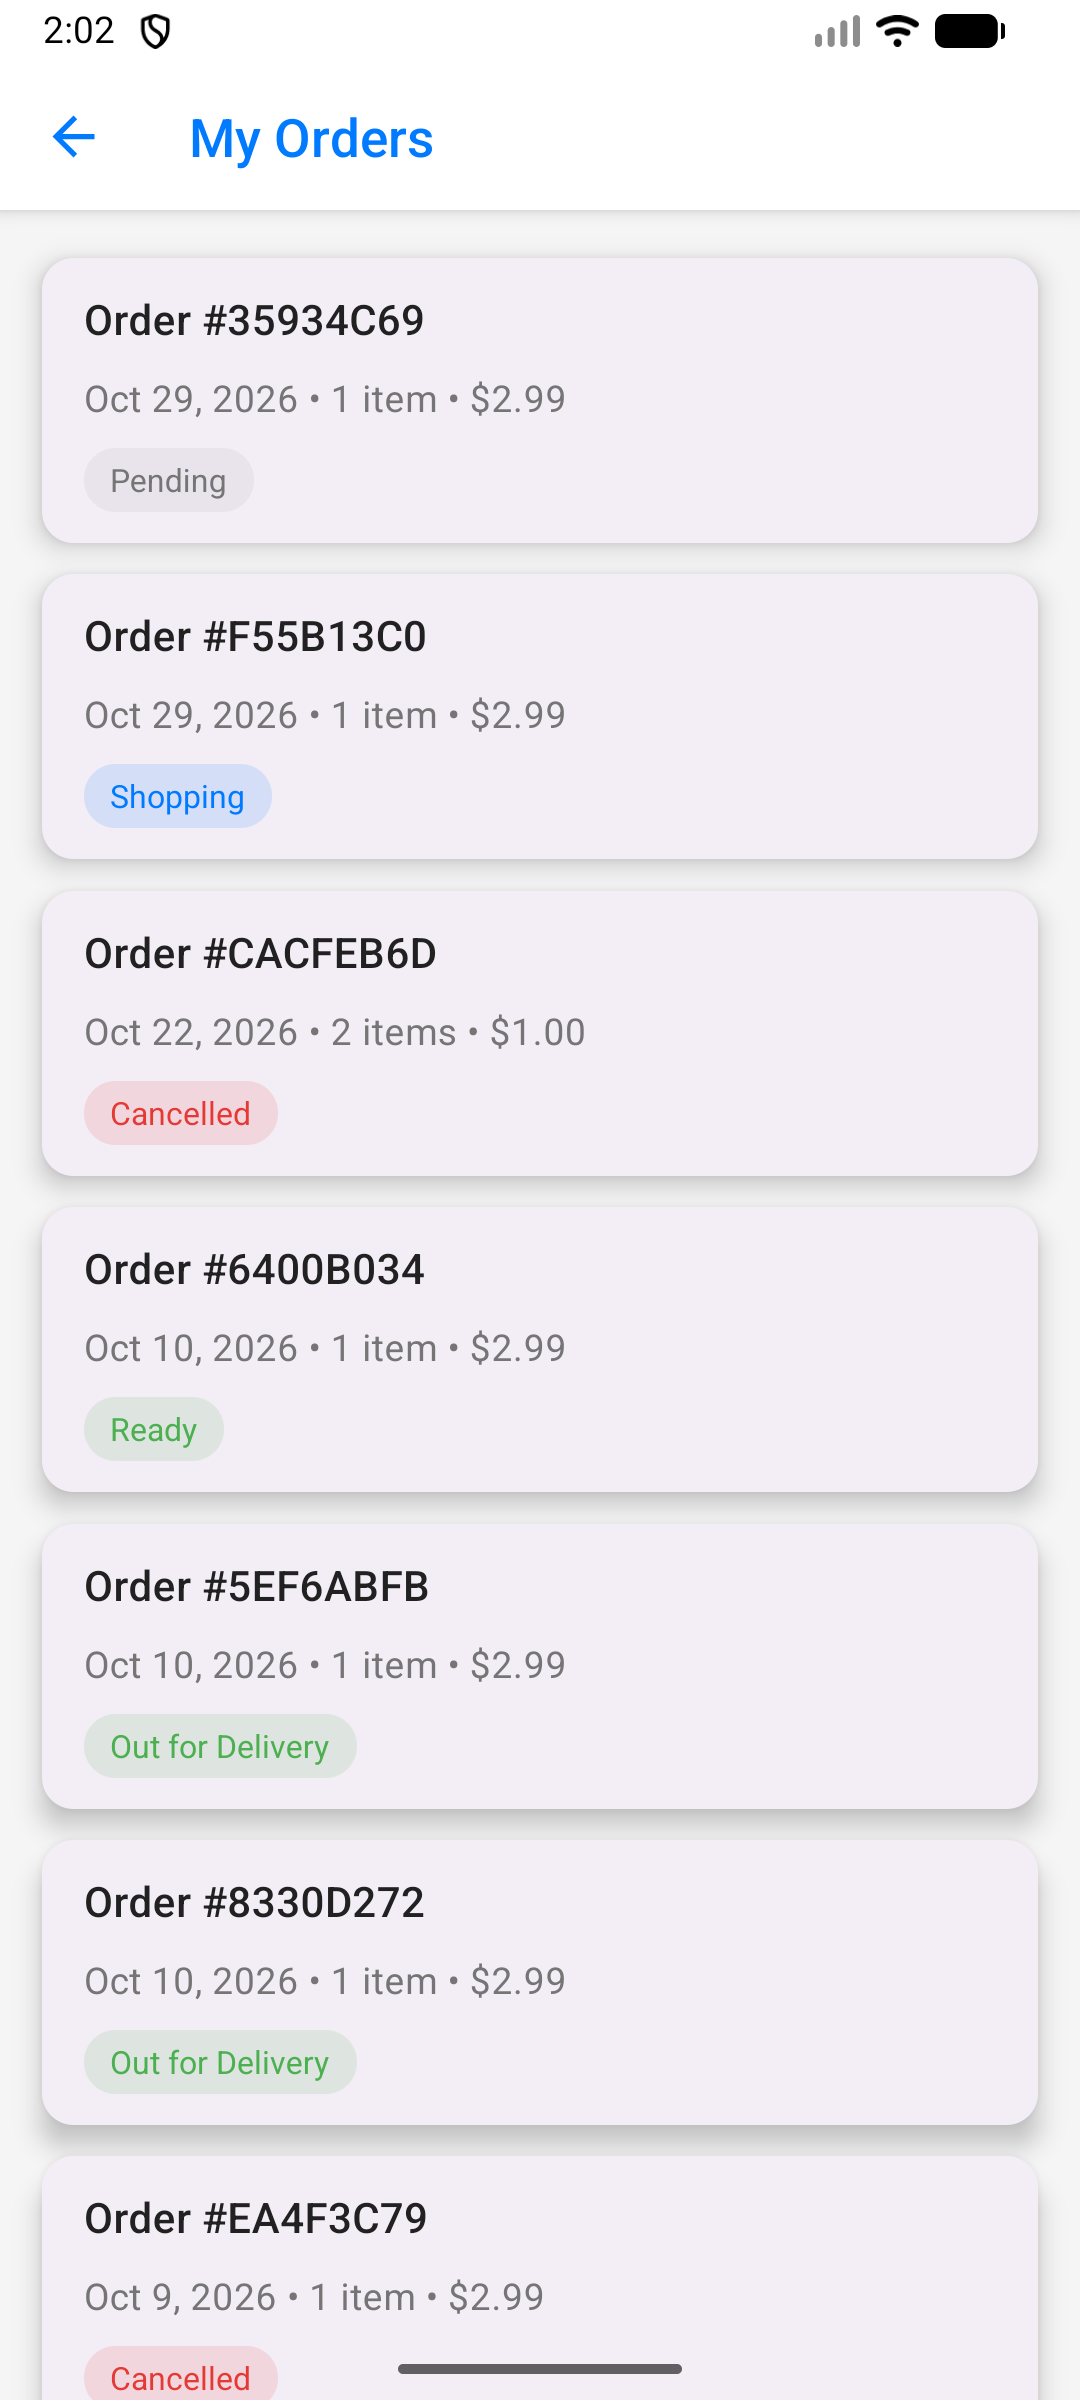 2:02
My Orders
Order #35934C69
Oct 29, 2026 • 1 item • $2.99
Pending
Order #F55B13C0
Oct 29, 2026 • 1 item • $2.99
Shopping
Order #CACFEB6D
Oct 22, 2026 • 2 items • $1.00
Cancelled
Order #6400B034
Oct 10, 2026 • 1 item • $2.99
Ready
Order #5EF6ABFB
Oct 10, 2026 • 1 item • $2.99
Out for Delivery
Order #8330D272
Oct 10, 2026 • 1 item • $2.99
Out for Delivery
Order #EA4F3C79
Oct 9, 2026 • 1 item • $2.99
Cancelled